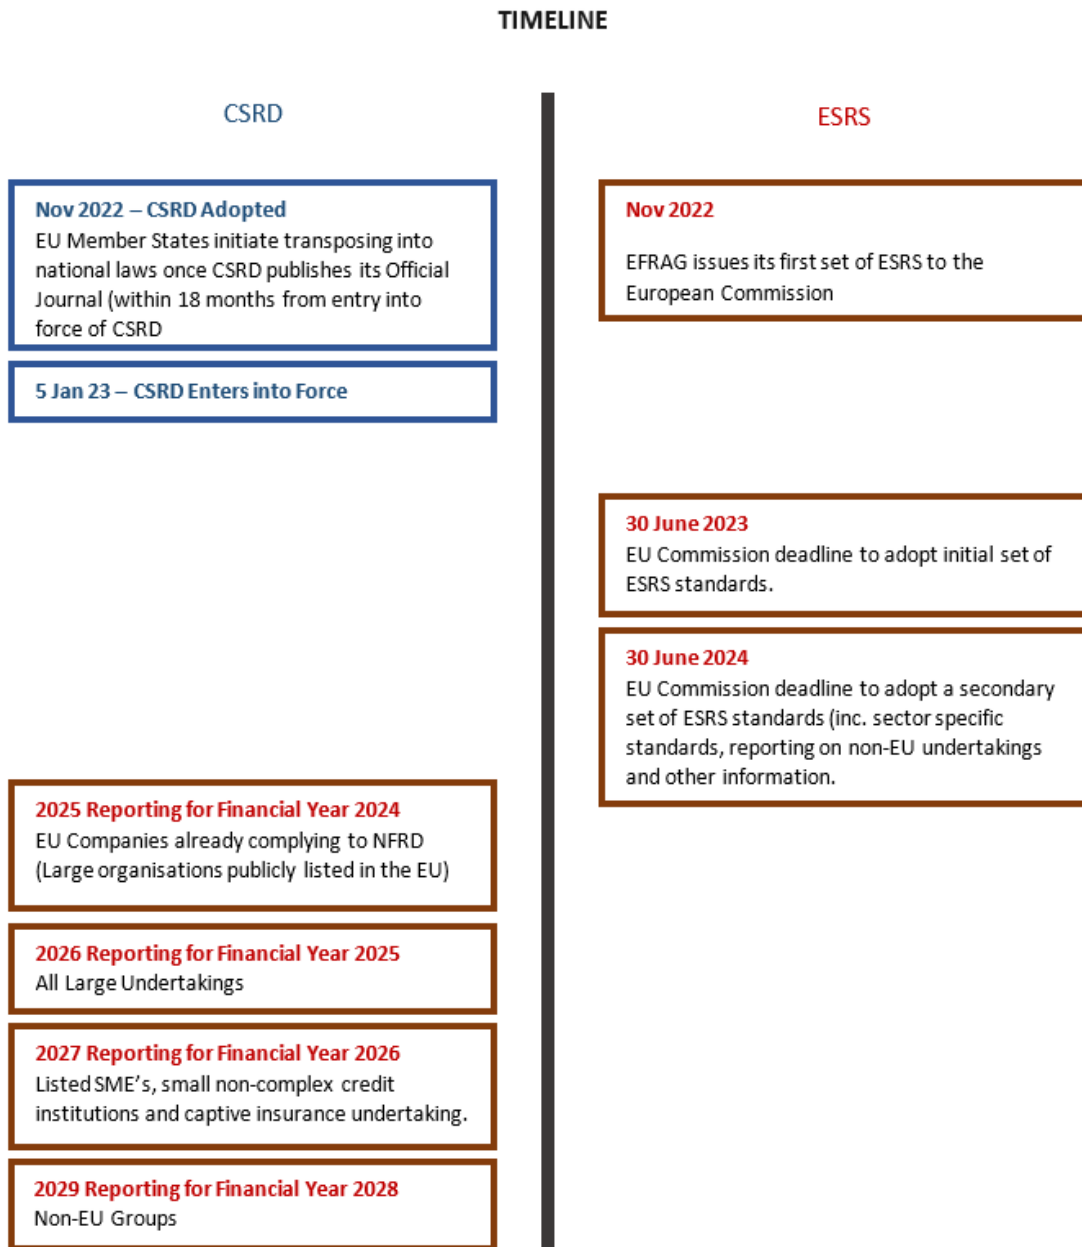 TIMELINE
CSRD
Nov 2022 – CSRD Adopted
EU Member States initiate transposing into
national laws once CSRD publishes its Official
Journal (within 18 months from entry into
force of CSRD
5 Jan 23 – CSRD Enters into Force
2025 Reporting for Financial Year 2024
EU Companies already complying to NFRD
(Large organisations publicly listed in the EU)
2026 Reporting for Financial Year 2025
All Large Undertakings
2027 Reporting for Financial Year 2026
Listed SME's, small non-complex credit
institutions and captive insurance undertaking.
2029 Reporting for Financial Year 2028
Non-EU Groups
ESRS
Nov 2022
EFRAG issues its first set of ESRS to the
European Commission
30 June 2023
EU Commission deadline to adopt initial set of
ESRS standards.
30 June 2024
EU Commission deadline to adopt a secondary
set of ESRS standards (inc. sector specific
standards, reporting on non-EU undertakings
and other information.